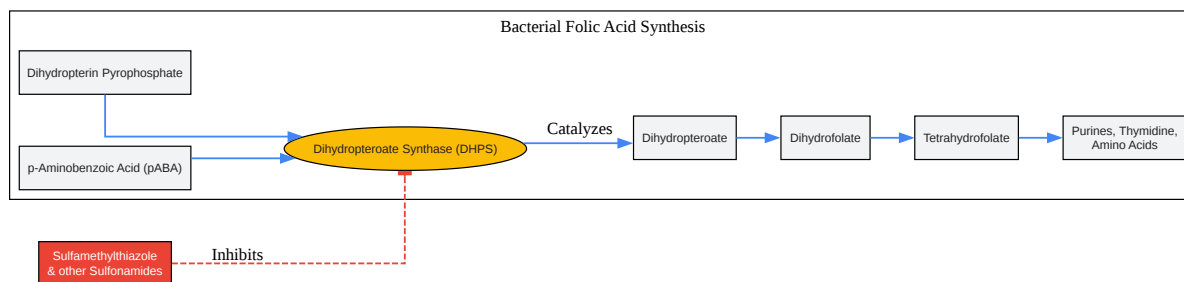 Bacterial Folic Acid Synthesis
Dihydropterin Pyrophosphate
p-Aminobenzoic Acid (pABA)
Dihydropteroate Synthase (DHPS)
Catalyzes
Dihydropteroate
Dihydrofolate
Tetrahydrofolate
Purines, Thymidine,
Amino Acids
Sulfamethylthiazole
& other Sulfonamides
Inhibits